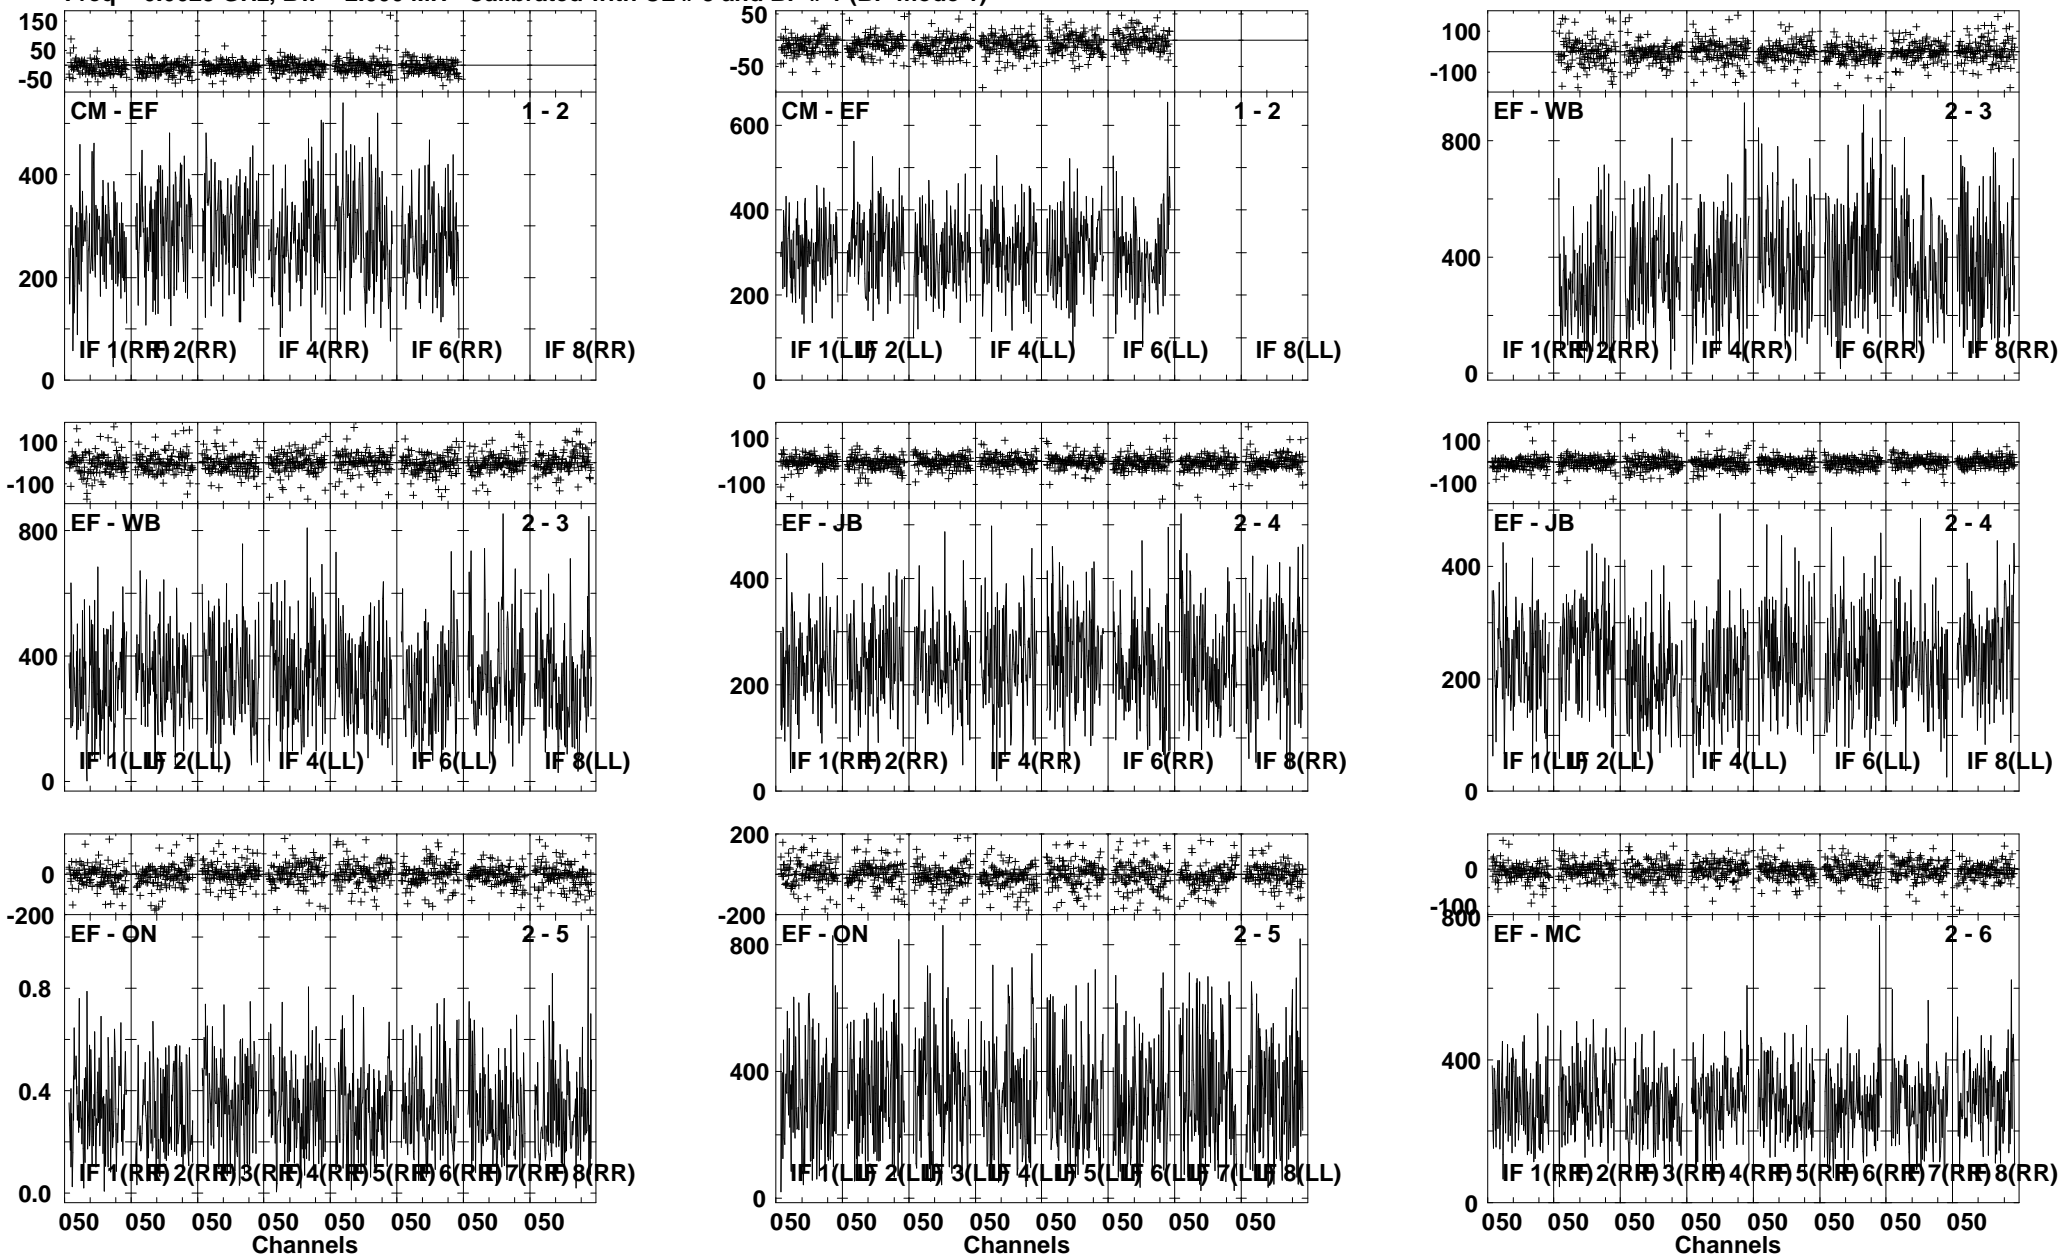 150
50
-50
CM - EF 1 - 2
400
200
0
IF 1(RR) IF 2(RR) IF 4(RR) IF 6(RR) IF 8(RR)
50
-50
CM - EF 1 - 2
600
400
200
0
IF 1(LL) IF 2(LL) IF 4(LL) IF 6(LL) IF 8(LL)
100
-100
EF - WB 2 - 3
800
400
0
IF 1(RR) IF 2(RR) IF 4(RR) IF 6(RR) IF 8(RR)
100
-100
EF - WB 2 - 3
800
400
0
IF 1(LL) IF 2(LL) IF 4(LL) IF 6(LL) IF 8(LL)
100
-100
EF - JB 2 - 4
400
200
0
IF 1(RR) IF 2(RR) IF 4(RR) IF 6(RR) IF 8(RR)
100
-100
EF - JB 2 - 4
400
200
0
IF 1(LL) IF 2(LL) IF 4(LL) IF 6(LL) IF 8(LL)
0
-200
EF - ON 2 - 5
0.8
0.4
0.0
IF 1(RR) IF 2(RR) IF 3(RR) IF 4(RR) IF 5(RR) IF 6(RR) IF 7(RR) IF 8(RR)
050 050 050 050 050 050 050 050
Channels
200
0
-200
EF - ON 2 - 5
800
400
0
IF 1(LL) IF 2(LL) IF 3(LL) IF 4(LL) IF 5(LL) IF 6(LL) IF 7(LL) IF 8(LL)
050 050 050 050 050 050 050 050
Channels
0
-100
800
EF - MC 2 - 6
400
0
IF 1(RR) IF 2(RR) IF 3(RR) IF 4(RR) IF 5(RR) IF 6(RR) IF 7(RR) IF 8(RR)
050 050 050 050 050 050 050 050
Channels